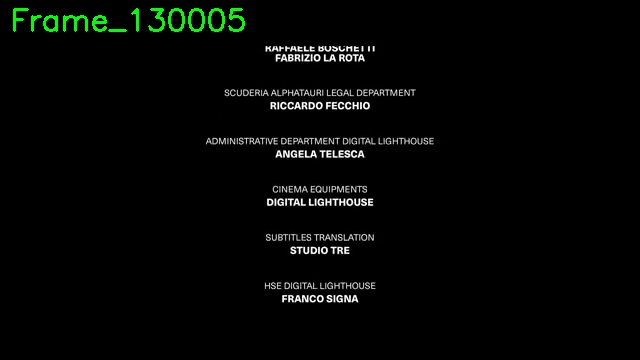 Frame_130005
RAFFAELE BOSCHETTI
FABRIZIO LA ROTA
SCUDERIA ALPHATAURI LEGAL DEPARTMENT
RICCARDO FECCHIO
ADMINISTRATIVE DEPARTMENT DIGITAL LIGHTHOUSE
ANGELA TELESCA
CINEMA EQUIPMENTS
DIGITAL LIGHTHOUSE
SUBTITLES TRANSLATION
STUDIO TRE
HSE DIGITAL LIGHTHOUSE
FRANCO SIGNA